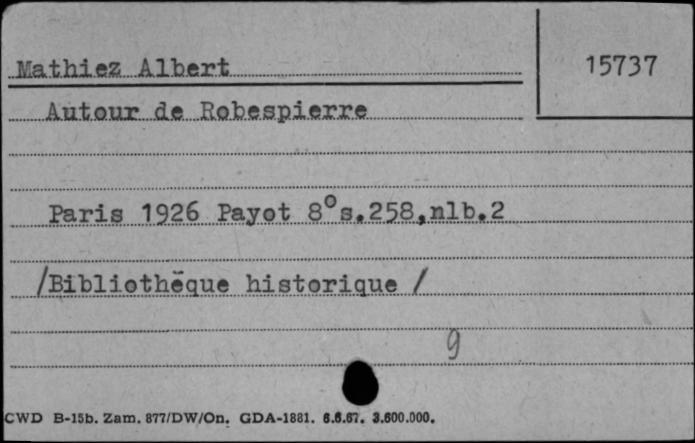 Mathiez Albert
15737
Autour de Robespierre
Paris 1926 Payot 8° s.258,nlb.2
/Bibliothēque historique /
9
CWD B-15b. Zam. 877/DW/On. GDA-1881. 6.6.67. 3.600.000.